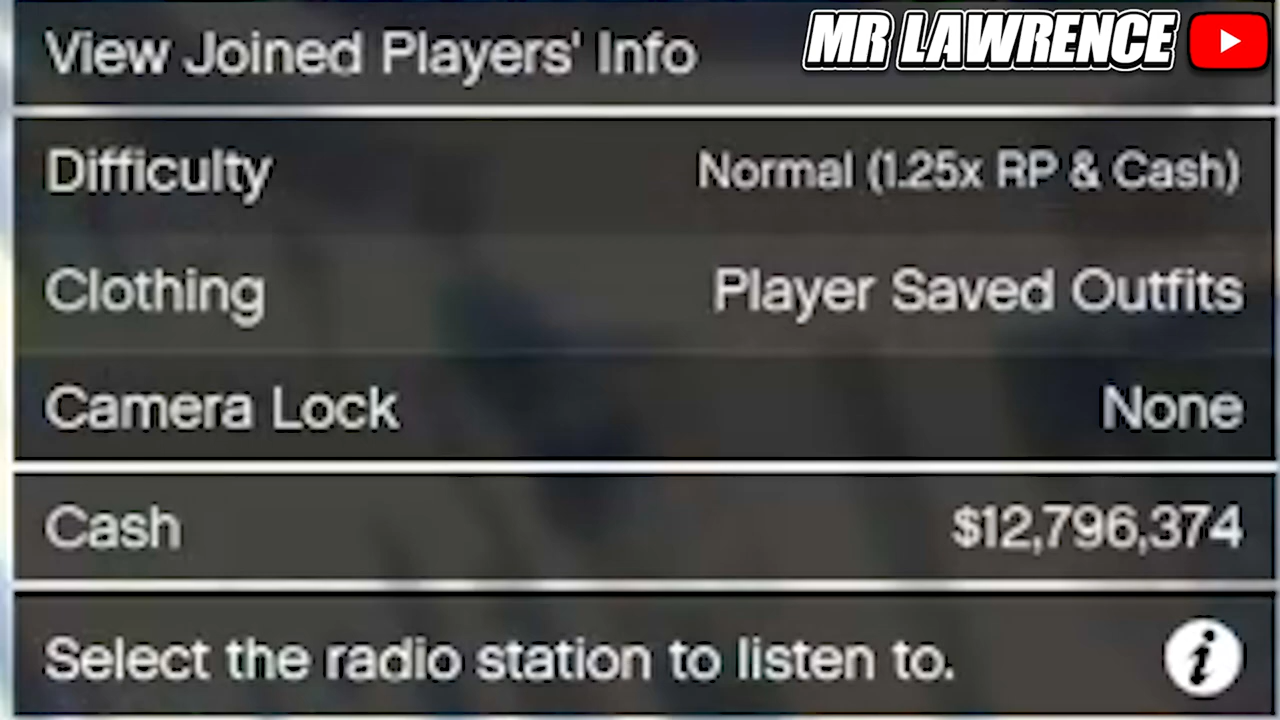 MR LAWRENCE
View Joined Players' Info
Difficulty Normal (1.25x RP & Cash)
Clothing Player Saved Outfits
Camera Lock None
Cash $12,796,374
Select the radio station to listen to. i